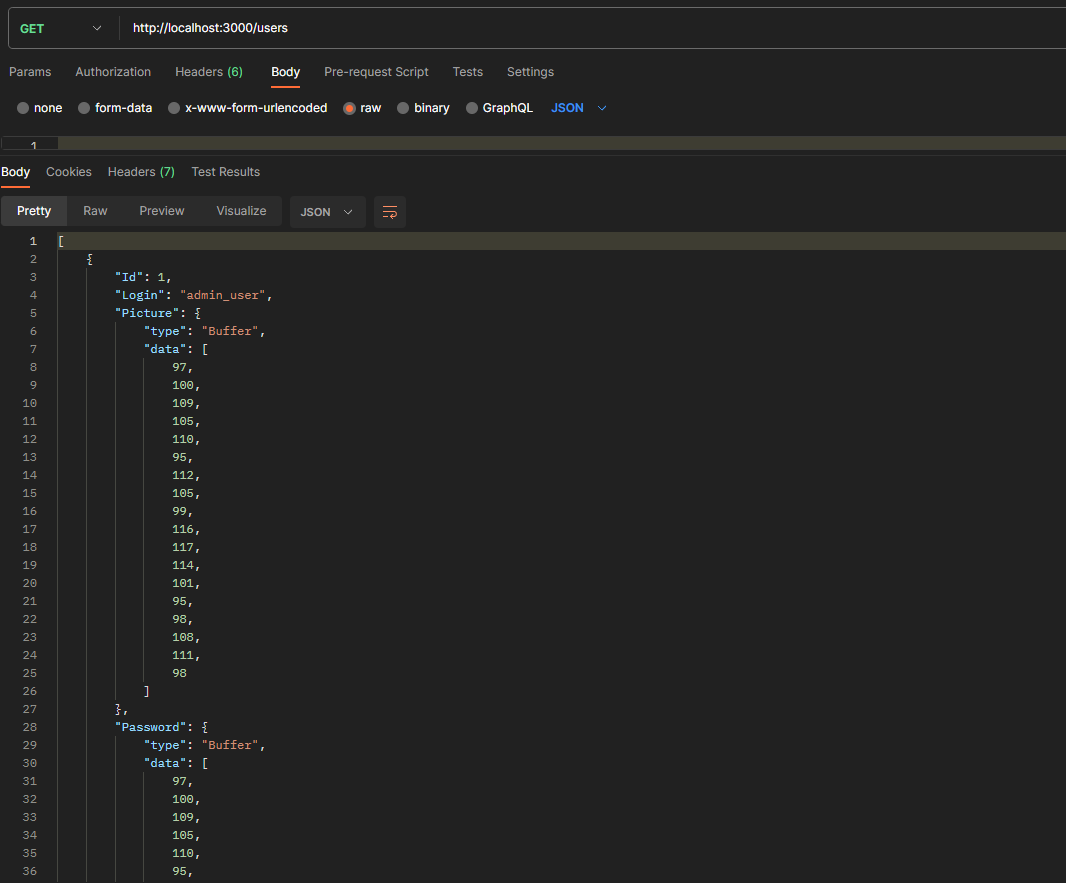 GET http://localhost:3000/users
Params Authorization Headers (6) Body Pre-request Script Tests Settings
none form-data x-www-form-urlencoded raw binary GraphQL JSON
1
Body Cookies Headers (7) Test Results
Pretty Raw Preview Visualize JSON
1 [
2 {
3 "Id": 1,
4 "Login": "admin_user",
5 "Picture": {
6 "type": "Buffer",
7 "data": [
8 97,
9 100,
10 109,
11 105,
12 110,
13 95,
14 112,
15 105,
16 99,
17 116,
18 117,
19 114,
20 101,
21 95,
22 98,
23 108,
24 111,
25 98
26 ]
27 },
28 "Password": {
29 "type": "Buffer",
30 "data": [
31 97,
32 100,
33 109,
34 105,
35 110,
36 95,